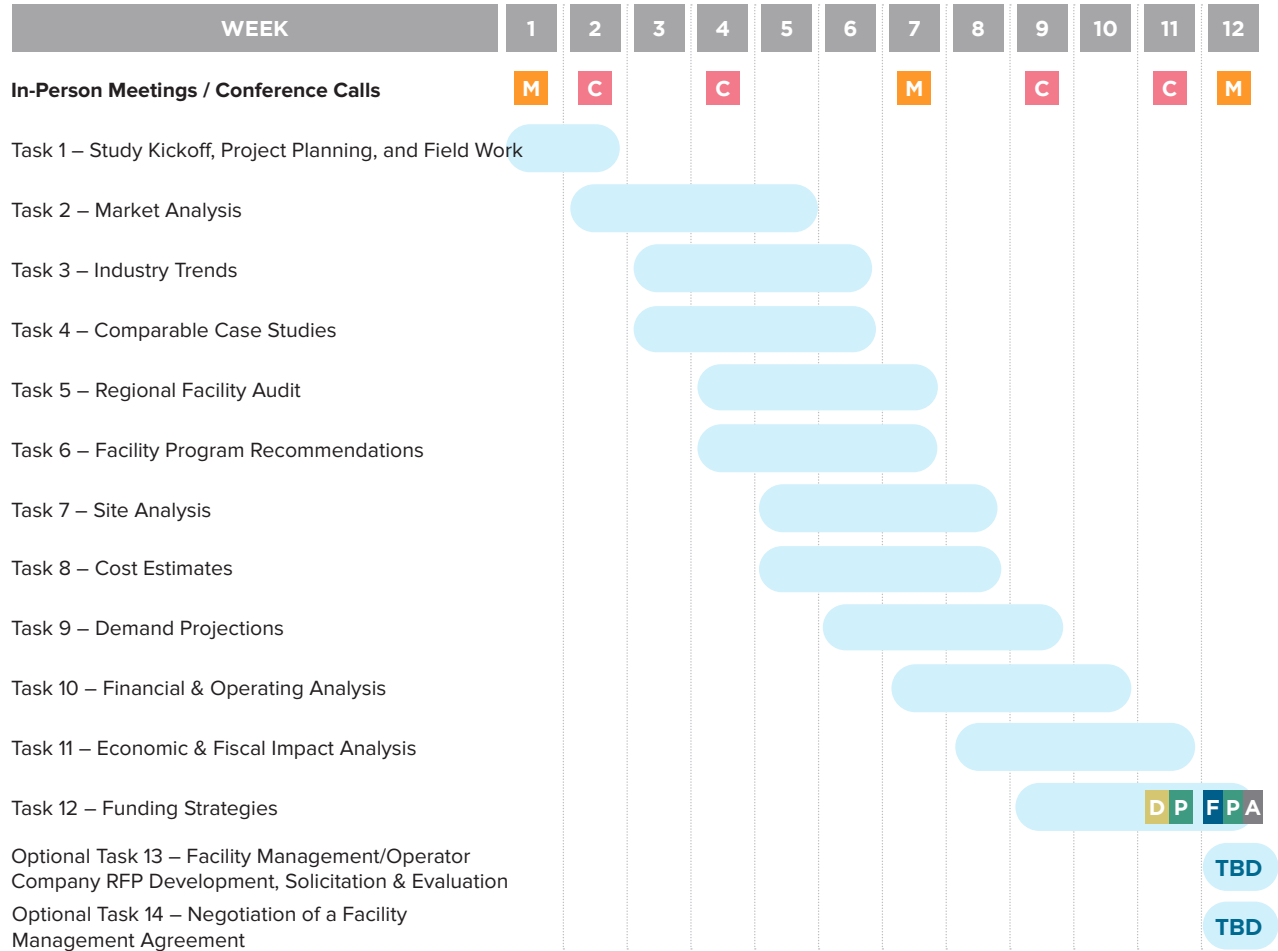 WEEK 1 2 3 4 5 6 7 8 9 10 11 12
In-Person Meetings / Conference Calls M C C M C C M
Task 1 – Study Kickoff, Project Planning, and Field Work
Task 2 – Market Analysis
Task 3 – Industry Trends
Task 4 – Comparable Case Studies
Task 5 – Regional Facility Audit
Task 6 – Facility Program Recommendations
Task 7 – Site Analysis
Task 8 – Cost Estimates
Task 9 – Demand Projections
Task 10 – Financial & Operating Analysis
Task 11 – Economic & Fiscal Impact Analysis
Task 12 – Funding Strategies D P F P A
Optional Task 13 – Facility Management/Operator
Company RFP Development, Solicitation & Evaluation
TBD
Optional Task 14 – Negotiation of a Facility
Management Agreement
TBD